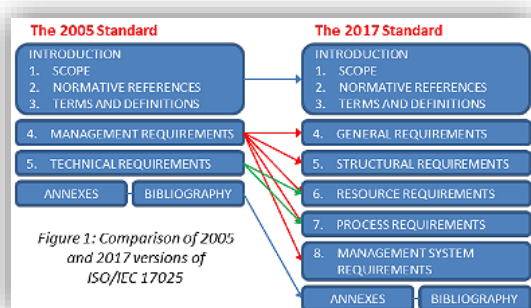 The 2005 Standard
INTRODUCTION
1. SCOPE
2. NORMATIVE REFERENCES
3. TERMS AND DEFINITIONS
4. MANAGEMENT REQUIREMENTS
5. TECHNICAL REQUIREMENTS
ANNEXES
BIBLIOGRAPHY
Figure 1: Comparison of 2005
and 2017 versions of
ISO/IEC 17025
The 2017 Standard
INTRODUCTION
1. SCOPE
2. NORMATIVE REFERENCES
3. TERMS AND DEFINITIONS
4. GENERAL REQUIREMENTS
5. STRUCTURAL REQUIREMENTS
6. RESOURCE REQUIREMENTS
7. PROCESS REQUIREMENTS
8. MANAGEMENT SYSTEM
REQUIREMENTS
ANNEXES
BIBLIOGRAPHY